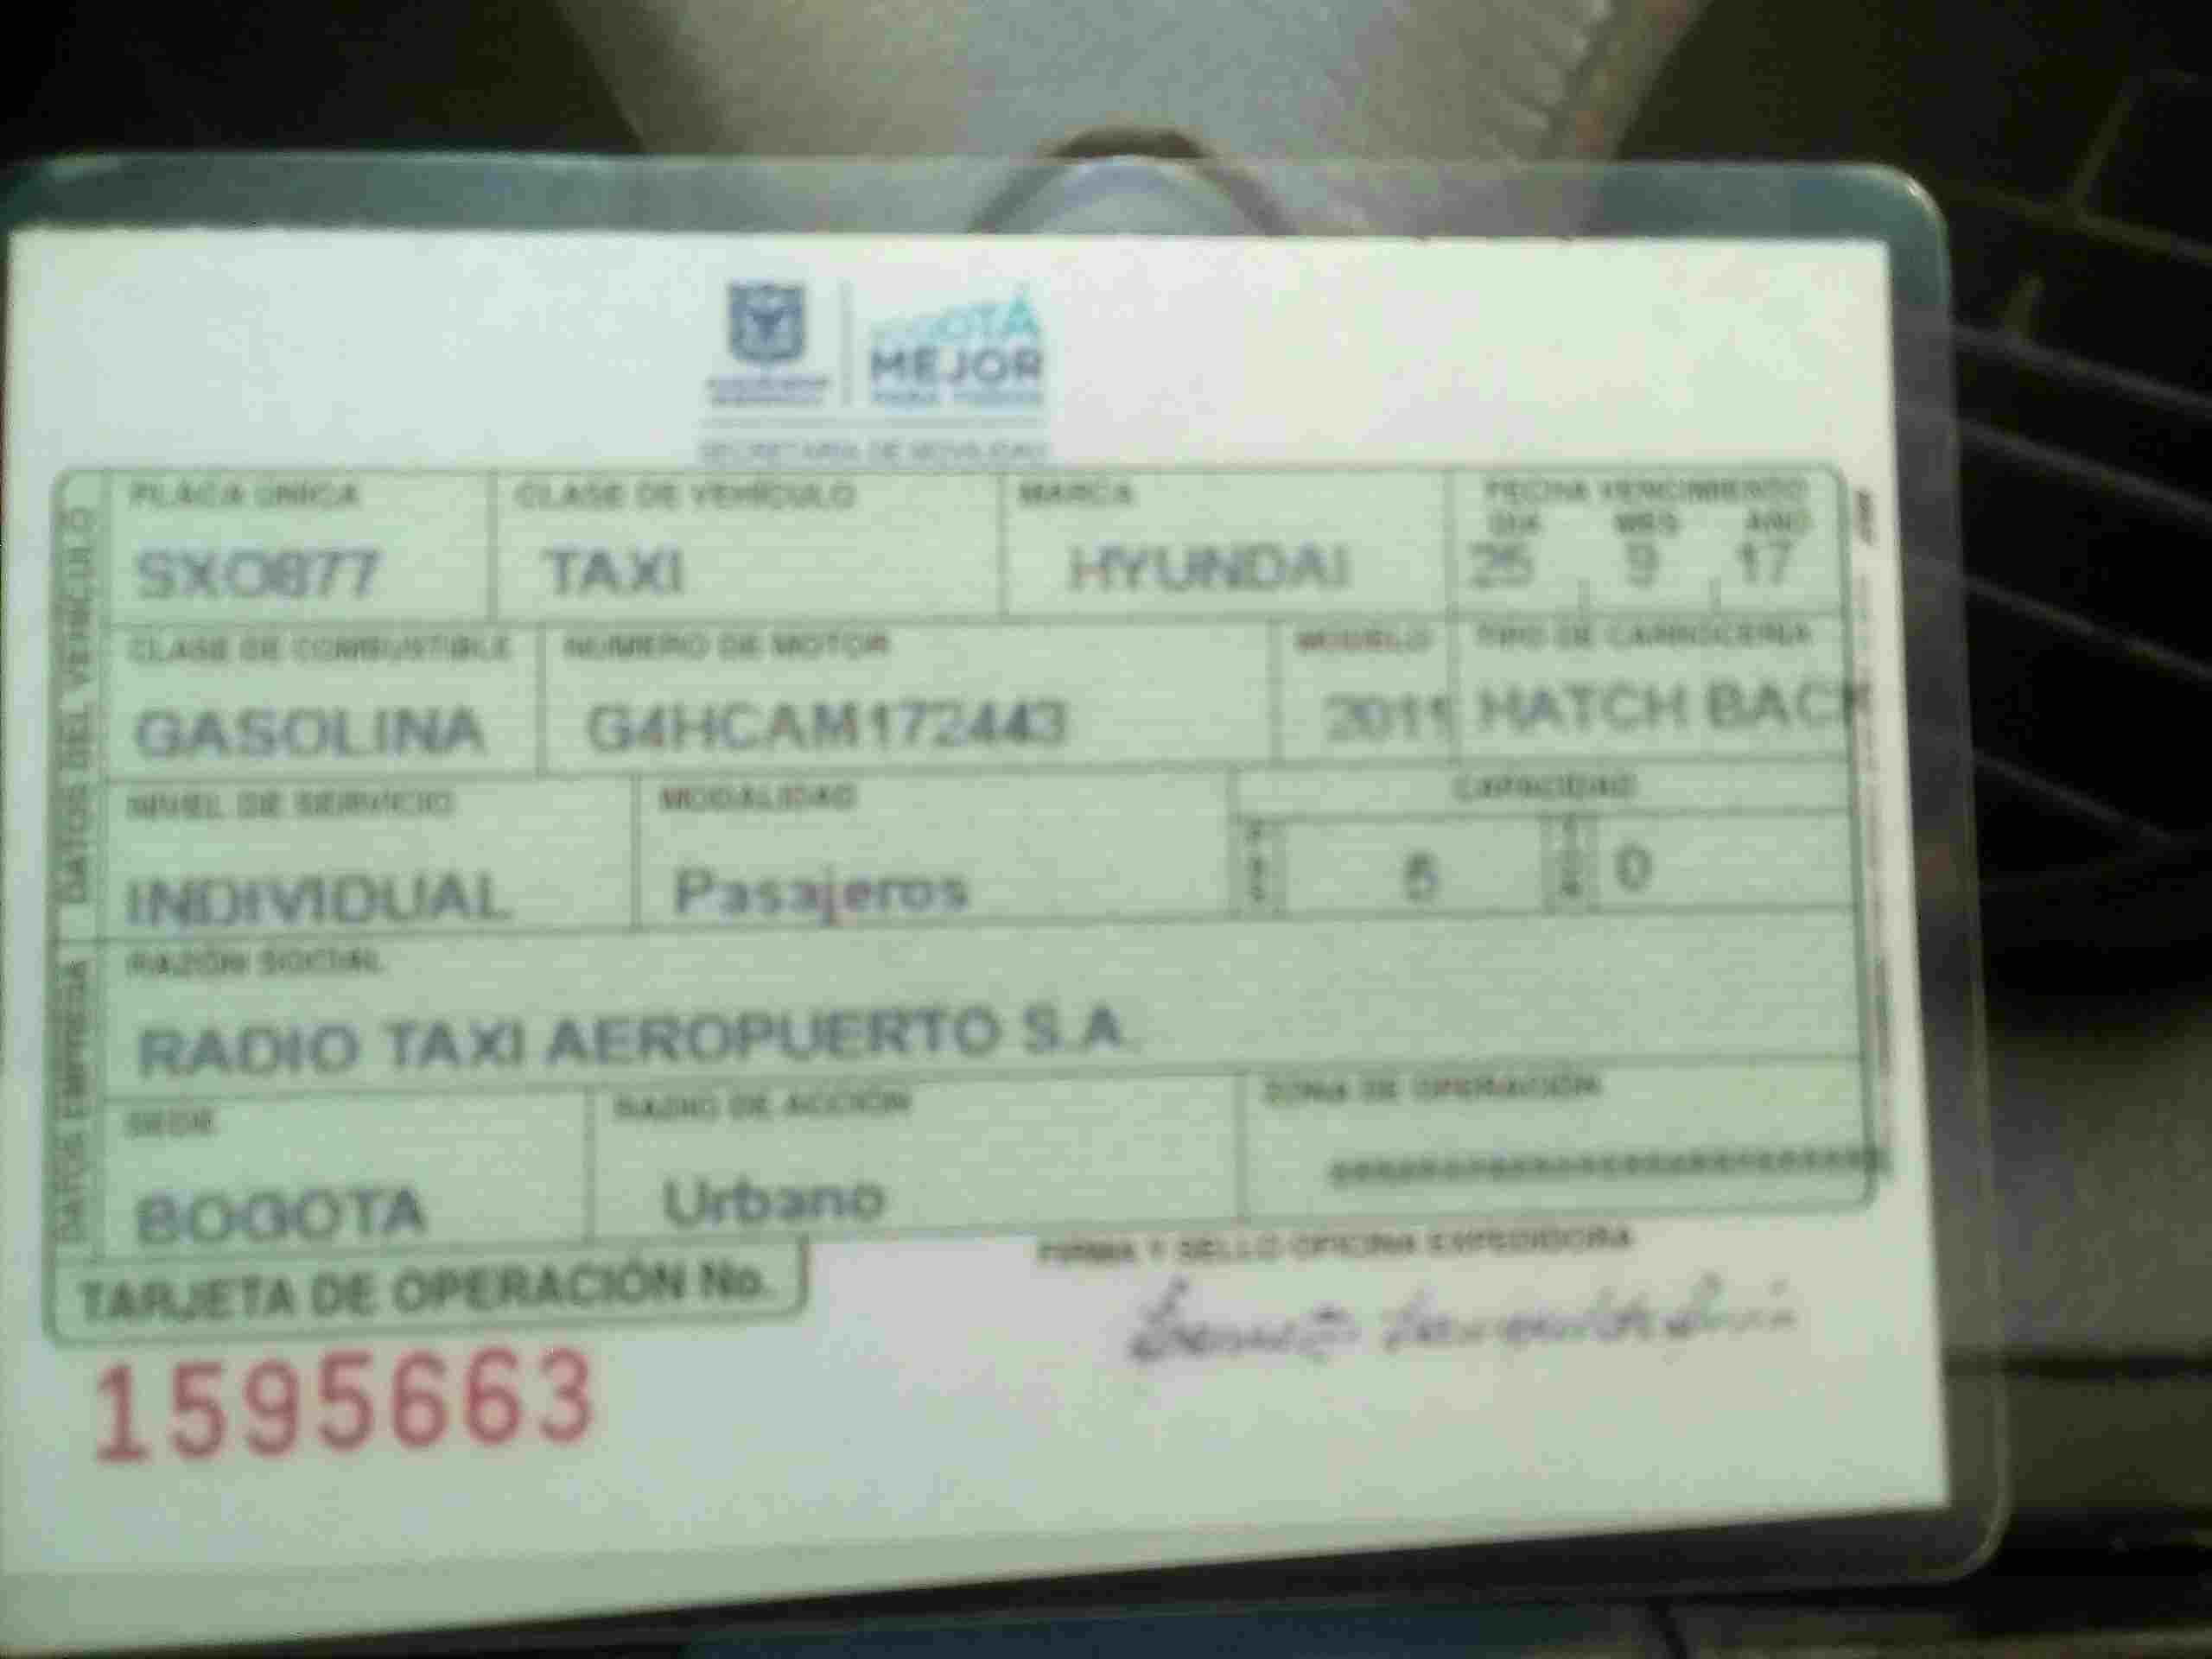 BOGOTÁ
MEJOR
PARA TODOS
SECRETARÍA DE MOVILIDAD
DATOS DEL VEHÍCULO
PLACA ÚNICA CLASE DE VEHÍCULO MARCA FECHA VENCIMIENTO
DIA MES AÑO
SXO877 TAXI HYUNDAI 25 9 17
CLASE DE COMBUSTIBLE NUMERO DE MOTOR MODELO TIPO DE CARROCERIA
GASOLINA G4HCAM172443 2011 HATCH BACK
NIVEL DE SERVICIO MODALIDAD CAPACIDAD
INDIVIDUAL Pasajeros 5 0
DATOS EMPRESA
RAZÓN SOCIAL
RADIO TAXI AEROPUERTO S.A.
SEDE RADIO DE ACCIÓN ZONA DE OPERACIÓN
BOGOTA Urbano
TARJETA DE OPERACIÓN No.
FIRMA Y SELLO OFICINA EXPEDIDORA
1595663